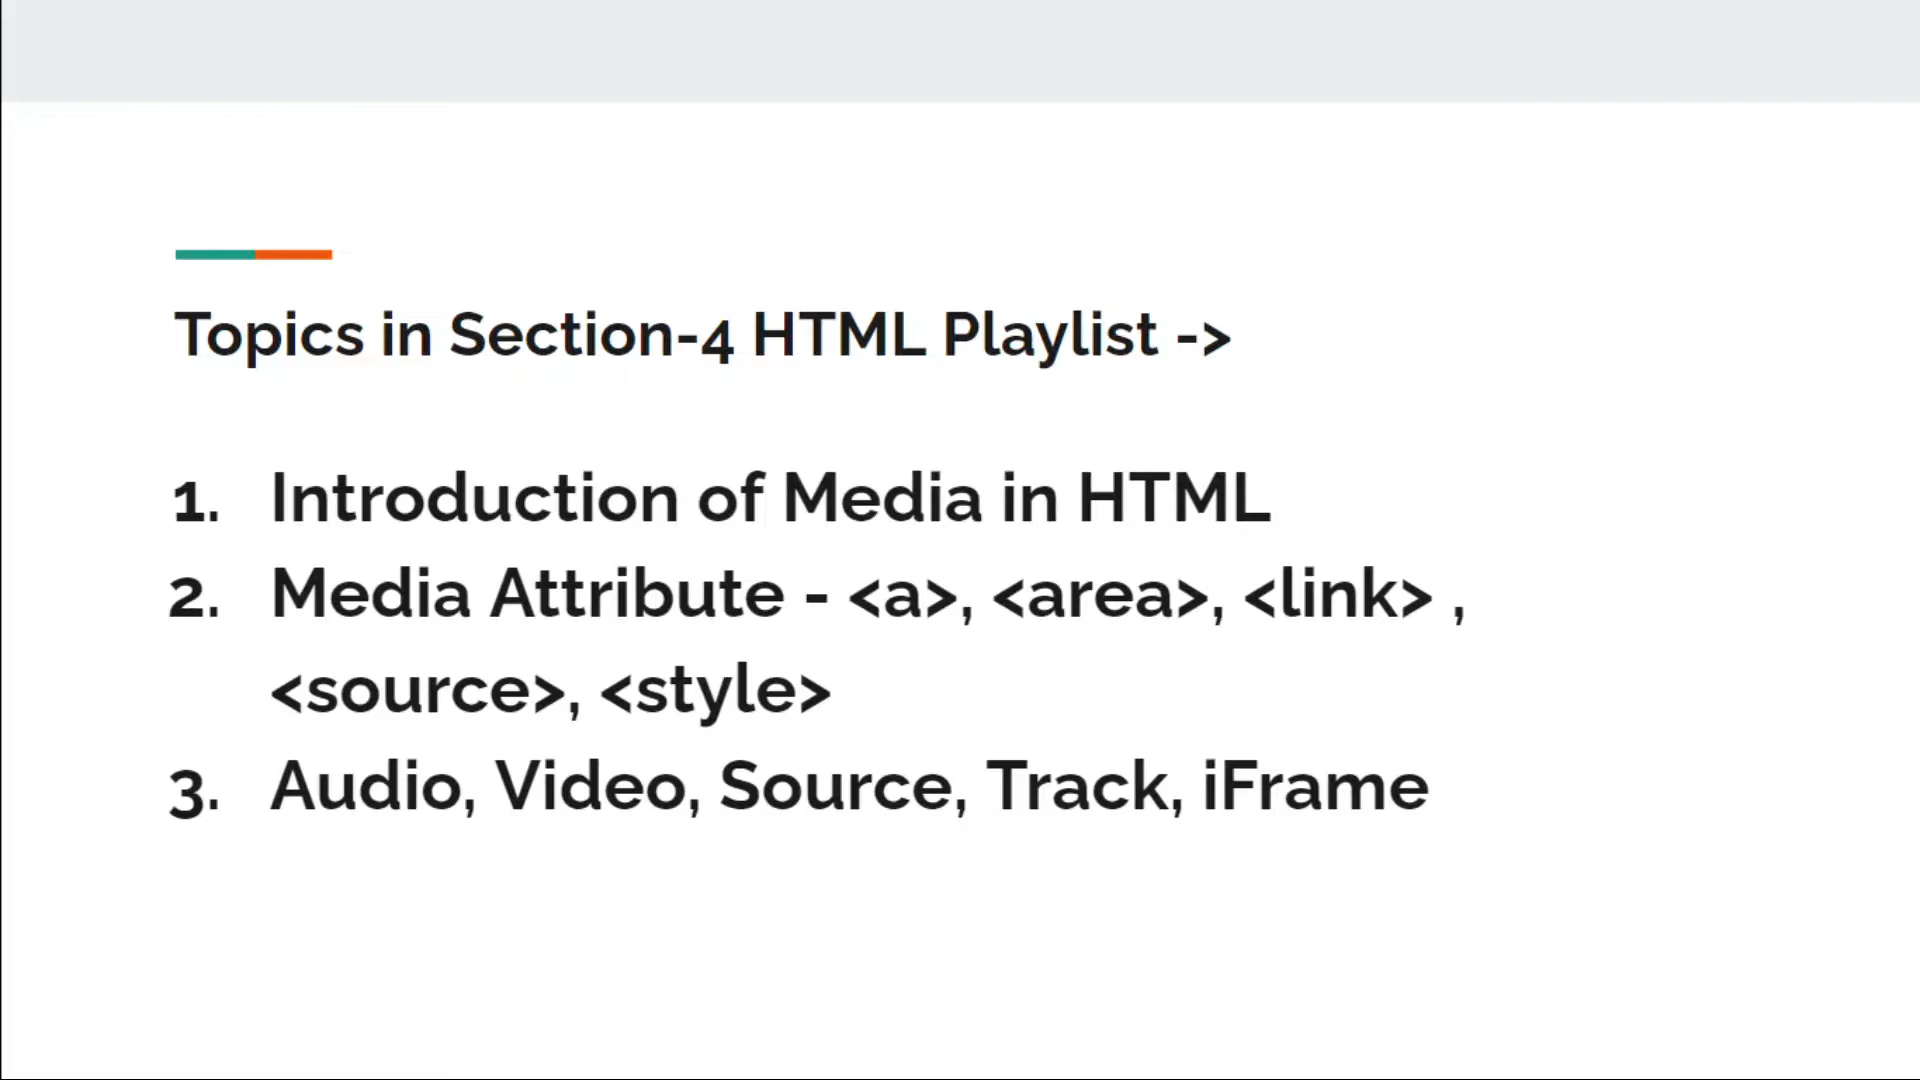 Topics in Section-4 HTML Playlist ->
1. Introduction of Media in HTML
2. Media Attribute - <a>, <area>, <link> ,
<source>, <style>
3. Audio, Video, Source, Track, iFrame